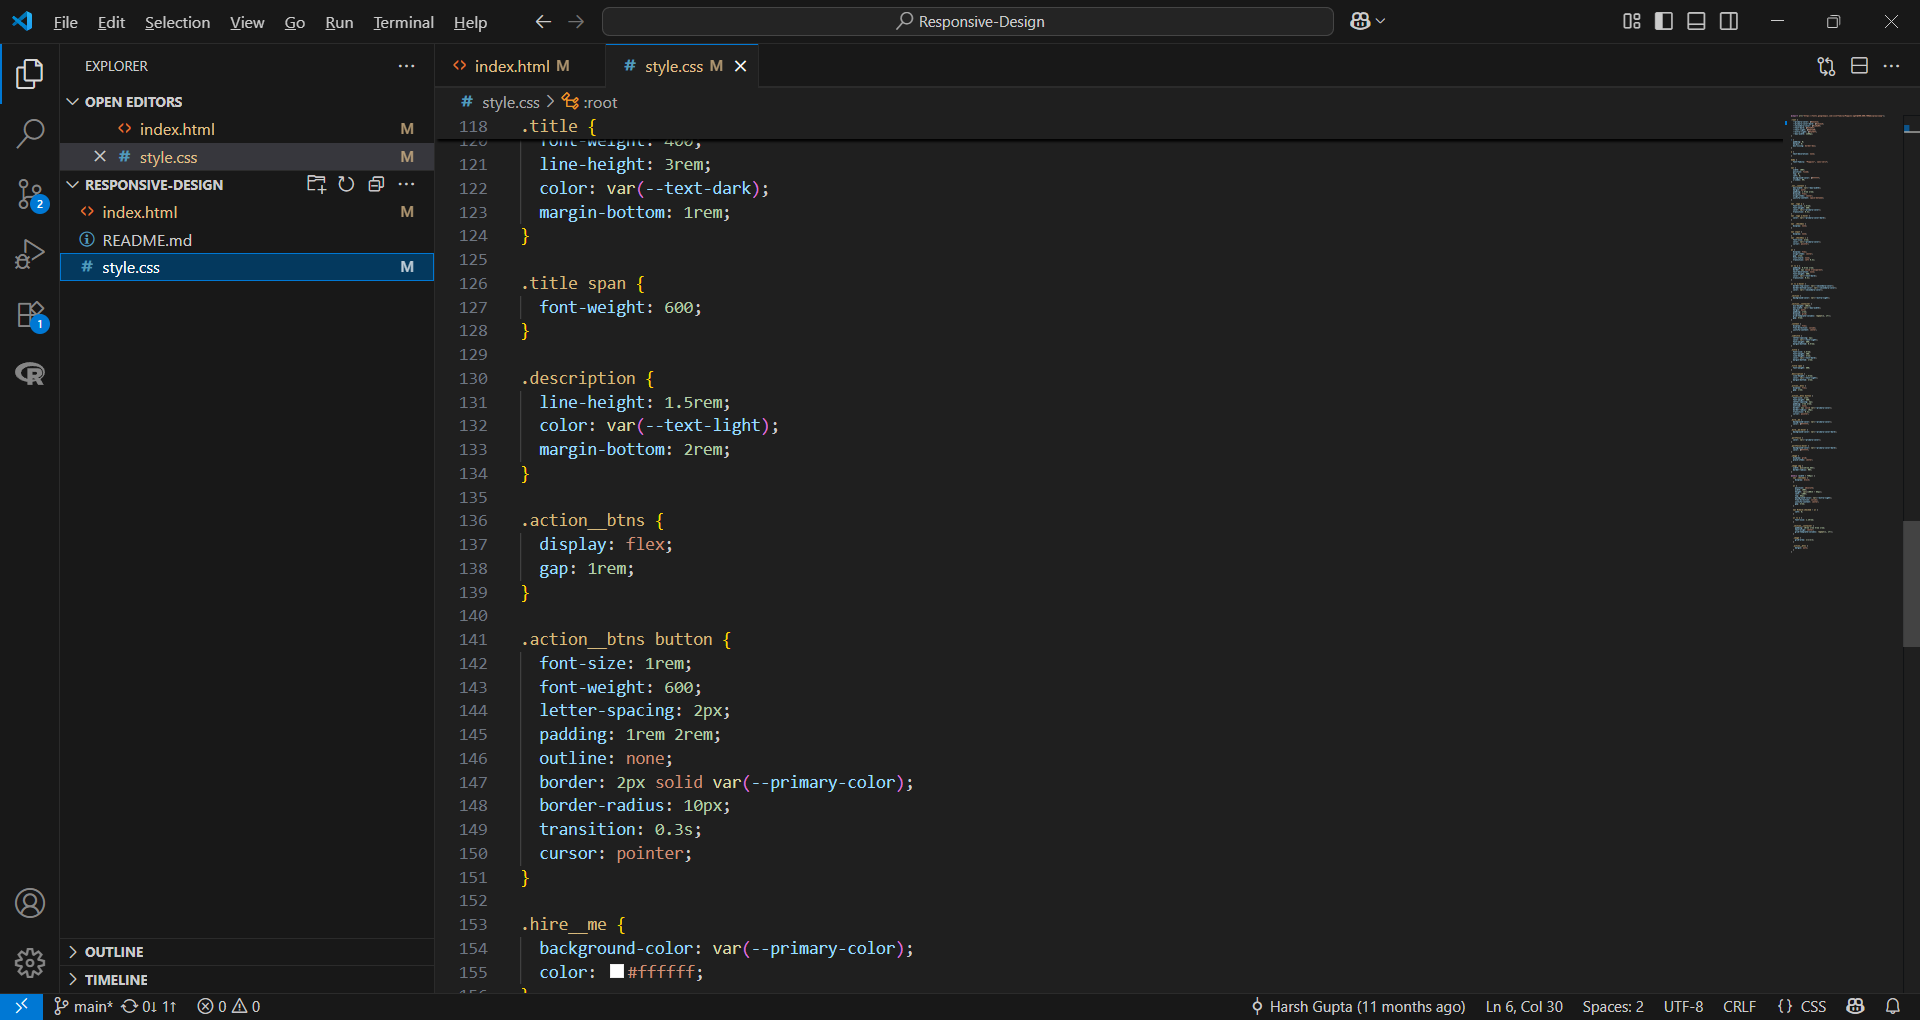 File Edit Selection View Go Run Terminal Help
Responsive-Design
EXPLORER
OPEN EDITORS
index.html M
style.css M
RESPONSIVE-DESIGN
index.html M
README.md
style.css M
OUTLINE
TIMELINE
2
1
index.html M
style.css M
style.css > :root
118 .title {
120 font-weight: 400;
121 line-height: 3rem;
122 color: var(--text-dark);
123 margin-bottom: 1rem;
124 }
125
126 .title span {
127 font-weight: 600;
128 }
129
130 .description {
131 line-height: 1.5rem;
132 color: var(--text-light);
133 margin-bottom: 2rem;
134 }
135
136 .action__btns {
137 display: flex;
138 gap: 1rem;
139 }
140
141 .action__btns button {
142 font-size: 1rem;
143 font-weight: 600;
144 letter-spacing: 2px;
145 padding: 1rem 2rem;
146 outline: none;
147 border: 2px solid var(--primary-color);
148 border-radius: 10px;
149 transition: 0.3s;
150 cursor: pointer;
151 }
152
153 .hire__me {
154 background-color: var(--primary-color);
155 color: #ffffff;
156 }
main* 0↓ 1↑ 0 0
Harsh Gupta (11 months ago) Ln 6, Col 30 Spaces: 2 UTF-8 CRLF {} CSS